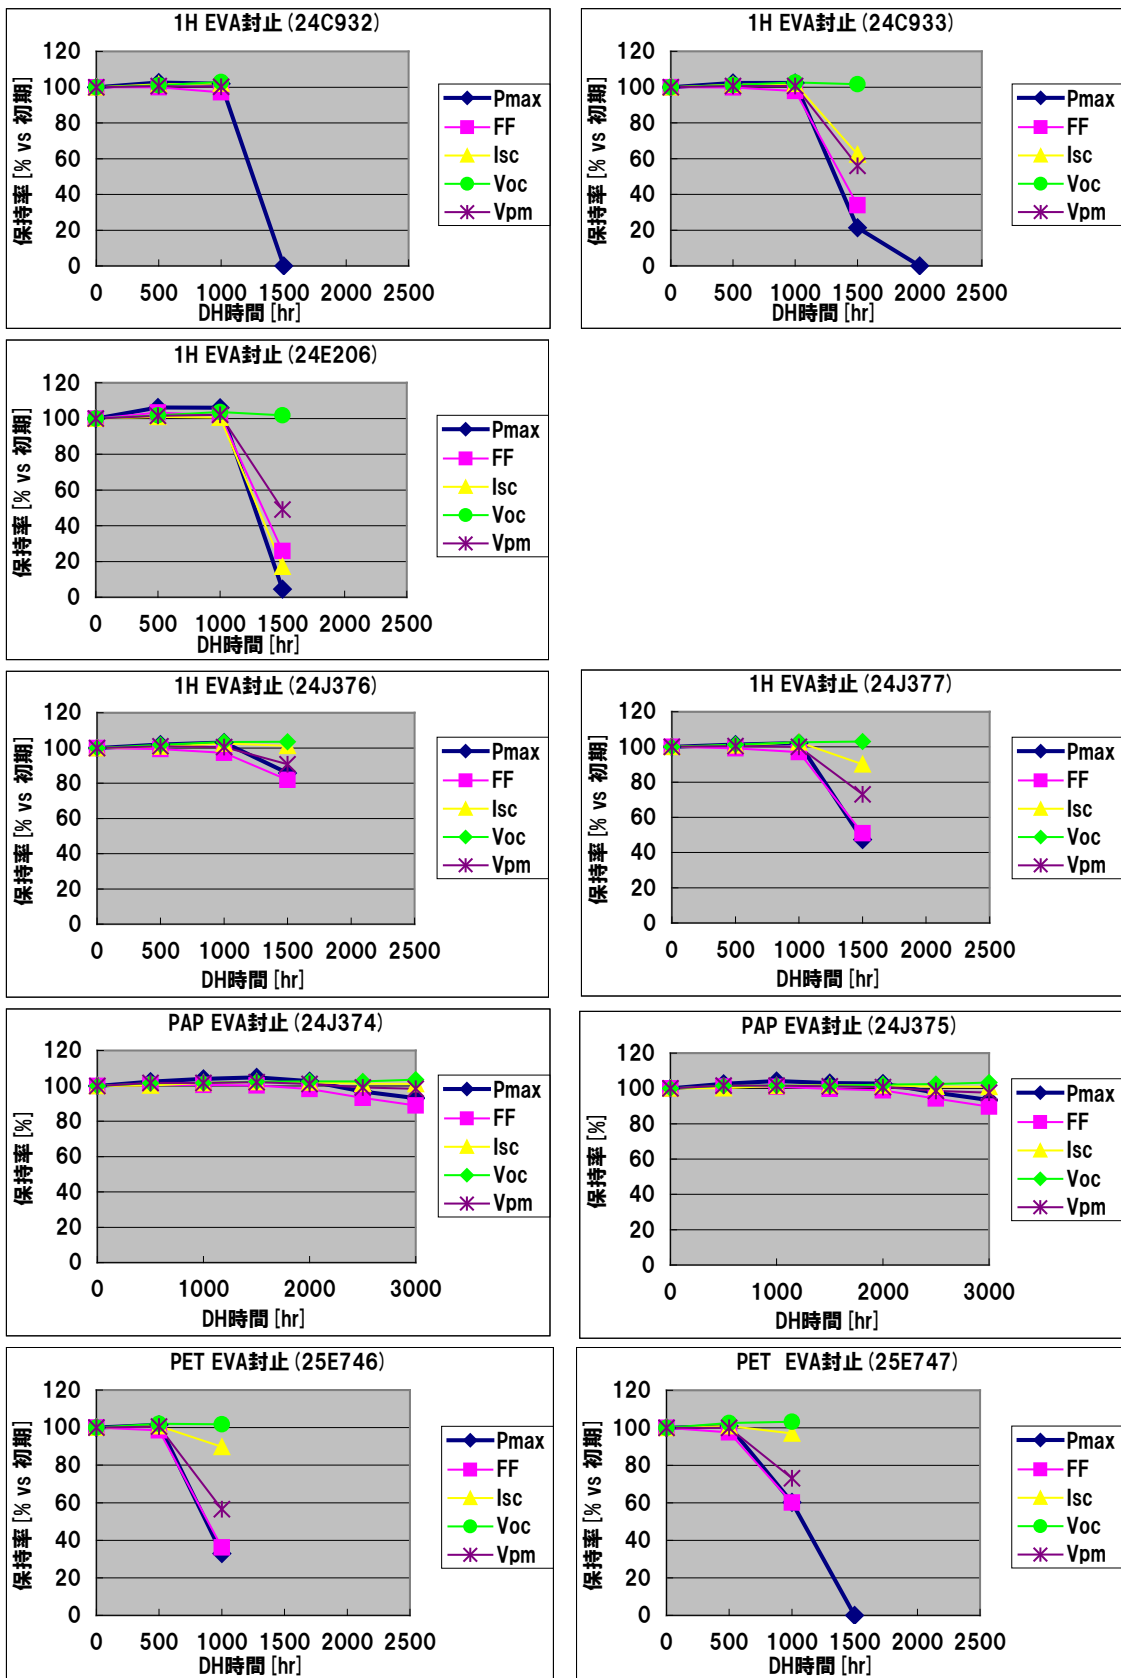 1H EVA封止 (24C932)
120
100
80
60
40
20
0
保持率 [% vs 初期]
0 500 1000 1500 2000 2500
DH時間 [hr]
Pmax
FF
Isc
Voc
Vpm
1H EVA封止 (24C933)
120
100
80
60
40
20
0
保持率 [% vs 初期]
0 500 1000 1500 2000 2500
DH時間 [hr]
Pmax
FF
Isc
Voc
Vpm
1H EVA封止 (24E206)
120
100
80
60
40
20
0
保持率 [% vs 初期]
0 500 1000 1500 2000 2500
DH時間 [hr]
Pmax
FF
Isc
Voc
Vpm
1H EVA封止 (24J376)
120
100
80
60
40
20
0
保持率 [% vs 初期]
0 500 1000 1500 2000 2500
DH時間 [hr]
Pmax
FF
Isc
Voc
Vpm
1H EVA封止 (24J377)
120
100
80
60
40
20
0
保持率 [% vs 初期]
0 500 1000 1500 2000 2500
DH時間 [hr]
Pmax
FF
Isc
Voc
Vpm
PAP EVA封止 (24J374)
120
100
80
60
40
20
0
保持率 [%]
0 1000 2000 3000
DH時間 [hr]
Pmax
FF
Isc
Voc
Vpm
PAP EVA封止 (24J375)
120
100
80
60
40
20
0
保持率 [%]
0 1000 2000 3000
DH時間 [hr]
Pmax
FF
Isc
Voc
Vpm
PET EVA封止 (25E746)
120
100
80
60
40
20
0
保持率 [% vs 初期]
0 500 1000 1500 2000 2500
DH時間 [hr]
Pmax
FF
Isc
Voc
Vpm
PET EVA封止 (25E747)
120
100
80
60
40
20
0
保持率 [% vs 初期]
0 500 1000 1500 2000 2500
DH時間 [hr]
Pmax
FF
Isc
Voc
Vpm